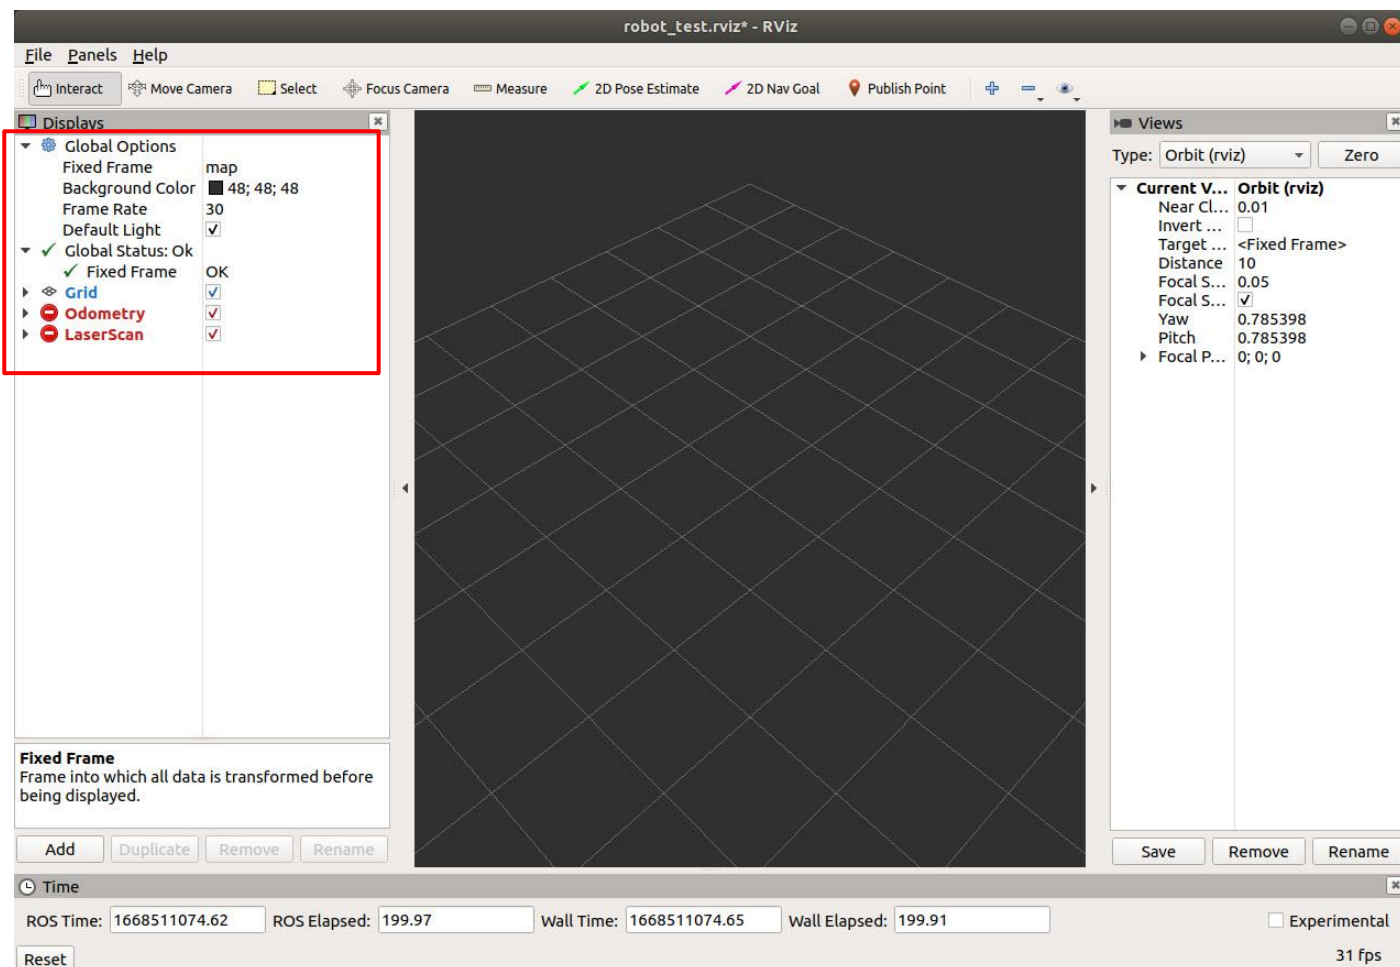 robot_test.rviz* - RViz
File Panels Help
Interact Move Camera Select Focus Camera Measure 2D Pose Estimate 2D Nav Goal Publish Point
Displays
Global Options
Fixed Frame map
Background Color 48; 48; 48
Frame Rate 30
Default Light
Global Status: Ok
Fixed Frame OK
Grid
Odometry
LaserScan
Fixed Frame
Frame into which all data is transformed before
being displayed.
Add Duplicate Remove Rename
Views
Type: Orbit (rviz) Zero
Current V... Orbit (rviz)
Near Cl... 0.01
Invert ...
Target ... <Fixed Frame>
Distance 10
Focal S... 0.05
Focal S...
Yaw 0.785398
Pitch 0.785398
Focal P... 0; 0; 0
Save Remove Rename
Time
ROS Time: 1668511074.62 ROS Elapsed: 199.97 Wall Time: 1668511074.65 Wall Elapsed: 199.91 Experimental
Reset 31 fps